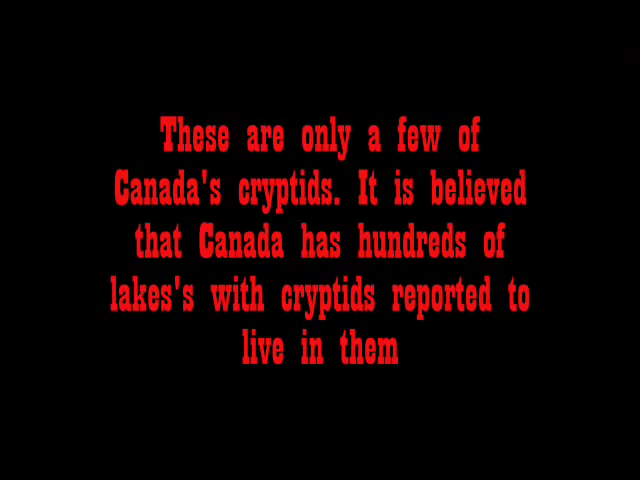 These are only a few of
Canada's cryptids. It is believed
that Canada has hundreds of
lakes's with cryptids reported to
live in them